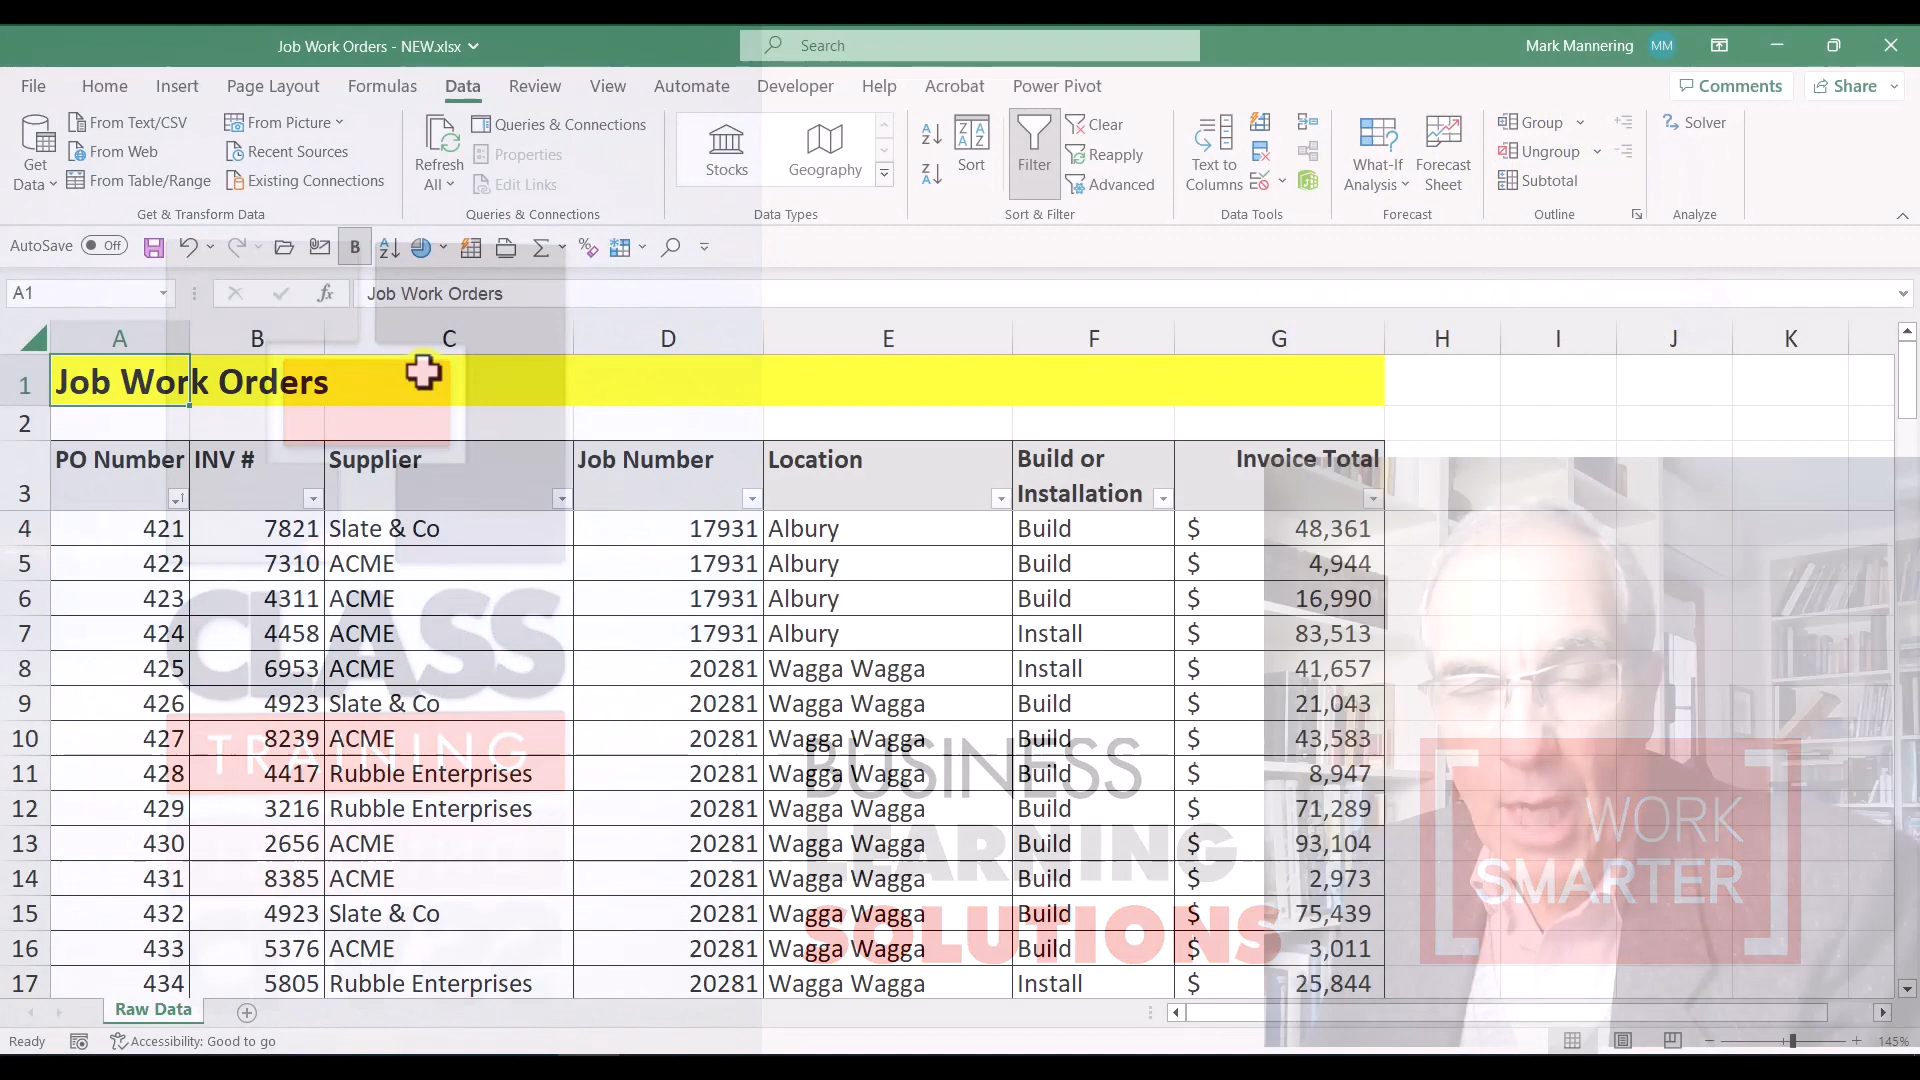 Job Work Orders - NEW.xlsx
Search
Mark Mannering MM
File Home Insert Page Layout Formulas Data Review View Automate Developer Help Acrobat Power Pivot
Comments Share
Get Data
From Text/CSV
From Web
From Table/Range
From Picture
Recent Sources
Existing Connections
Get & Transform Data
Refresh All
Queries & Connections
Properties
Edit Links
Queries & Connections
Stocks
Geography
Data Types
Sort
Filter
Clear
Reapply
Advanced
Sort & Filter
Text to Columns
Data Tools
What-If Analysis
Forecast Sheet
Forecast
Group
Ungroup
Subtotal
Outline
Solver
Analyze
AutoSave Off
B
A1
fx
Job Work Orders
A B C D E F G H I J K
1 Job Work Orders
2
3 PO Number INV # Supplier Job Number Location Build or Installation Invoice Total
4 421 7821 Slate & Co 17931 Albury Build $ 48,361
5 422 7310 ACME 17931 Albury Build $ 4,944
6 423 4311 ACME 17931 Albury Build $ 16,990
7 424 4458 ACME 17931 Albury Install $ 83,513
8 425 6953 ACME 20281 Wagga Wagga Install $ 41,657
9 426 4923 Slate & Co 20281 Wagga Wagga Build $ 21,043
10 427 8239 ACME 20281 Wagga Wagga Build $ 43,583
11 428 4417 Rubble Enterprises 20281 Wagga Wagga Build $ 8,947
12 429 3216 Rubble Enterprises 20281 Wagga Wagga Build $ 71,289
13 430 2656 ACME 20281 Wagga Wagga Build $ 93,104
14 431 8385 ACME 20281 Wagga Wagga Build $ 2,973
15 432 4923 Slate & Co 20281 Wagga Wagga Build $ 75,439
16 433 5376 ACME 20281 Wagga Wagga Build $ 3,011
17 434 5805 Rubble Enterprises 20281 Wagga Wagga Install $ 25,844
CLASS
TRAINING
BUSINESS
LEARNING
SOLUTIONS
WORK
SMARTER
Raw Data
Ready
Accessibility: Good to go
145%